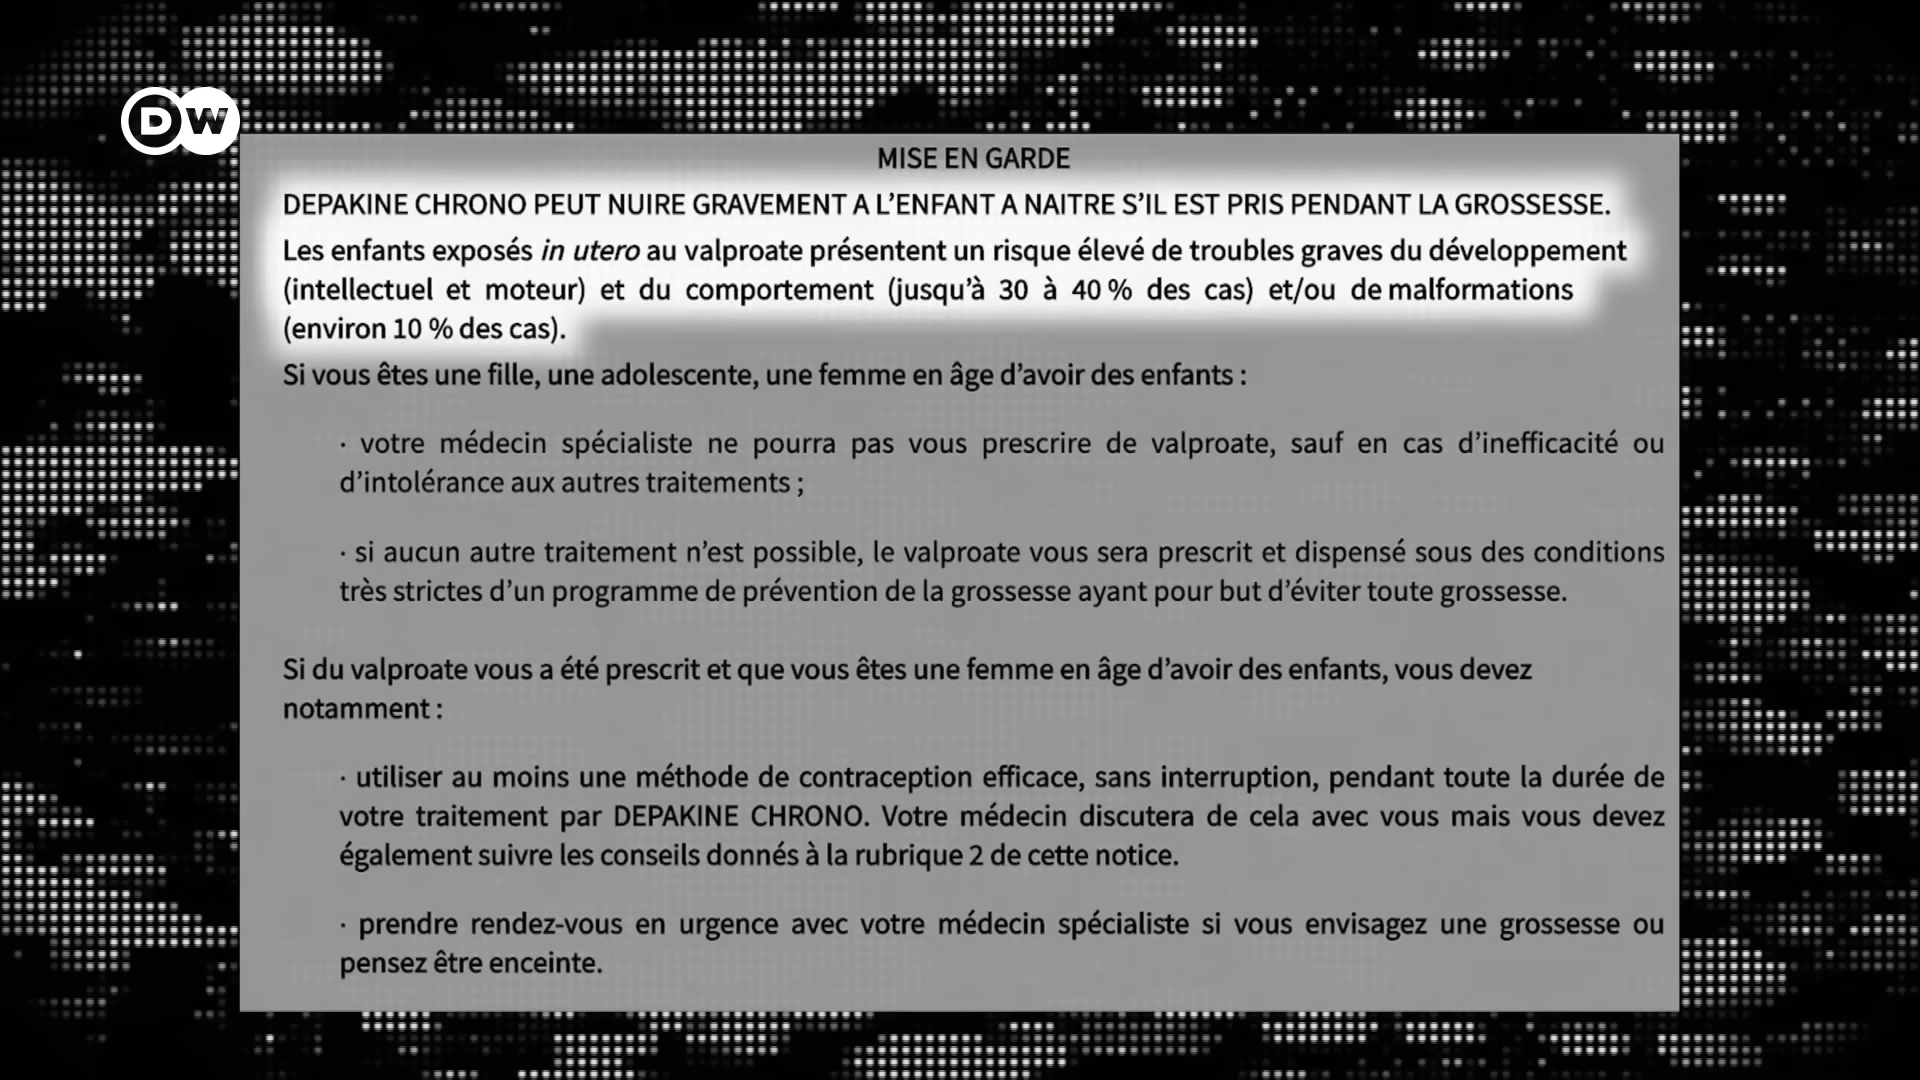 DW
MISE EN GARDE
DEPAKINE CHRONO PEUT NUIRE GRAVEMENT A L’ENFANT A NAITRE S’IL EST PRIS PENDANT LA GROSSESSE.
Les enfants exposés in utero au valproate présentent un risque élevé de troubles graves du développement
(intellectuel et moteur) et du comportement (jusqu’à 30 à 40 % des cas) et/ou de malformations
(environ 10 % des cas).
Si vous êtes une fille, une adolescente, une femme en âge d’avoir des enfants :
· votre médecin spécialiste ne pourra pas vous prescrire de valproate, sauf en cas d’inefficacité ou
d’intolérance aux autres traitements ;
· si aucun autre traitement n’est possible, le valproate vous sera prescrit et dispensé sous des conditions
très strictes d’un programme de prévention de la grossesse ayant pour but d’éviter toute grossesse.
Si du valproate vous a été prescrit et que vous êtes une femme en âge d’avoir des enfants, vous devez
notamment :
· utiliser au moins une méthode de contraception efficace, sans interruption, pendant toute la durée de
votre traitement par DEPAKINE CHRONO. Votre médecin discutera de cela avec vous mais vous devez
également suivre les conseils donnés à la rubrique 2 de cette notice.
· prendre rendez-vous en urgence avec votre médecin spécialiste si vous envisagez une grossesse ou
pensez être enceinte.